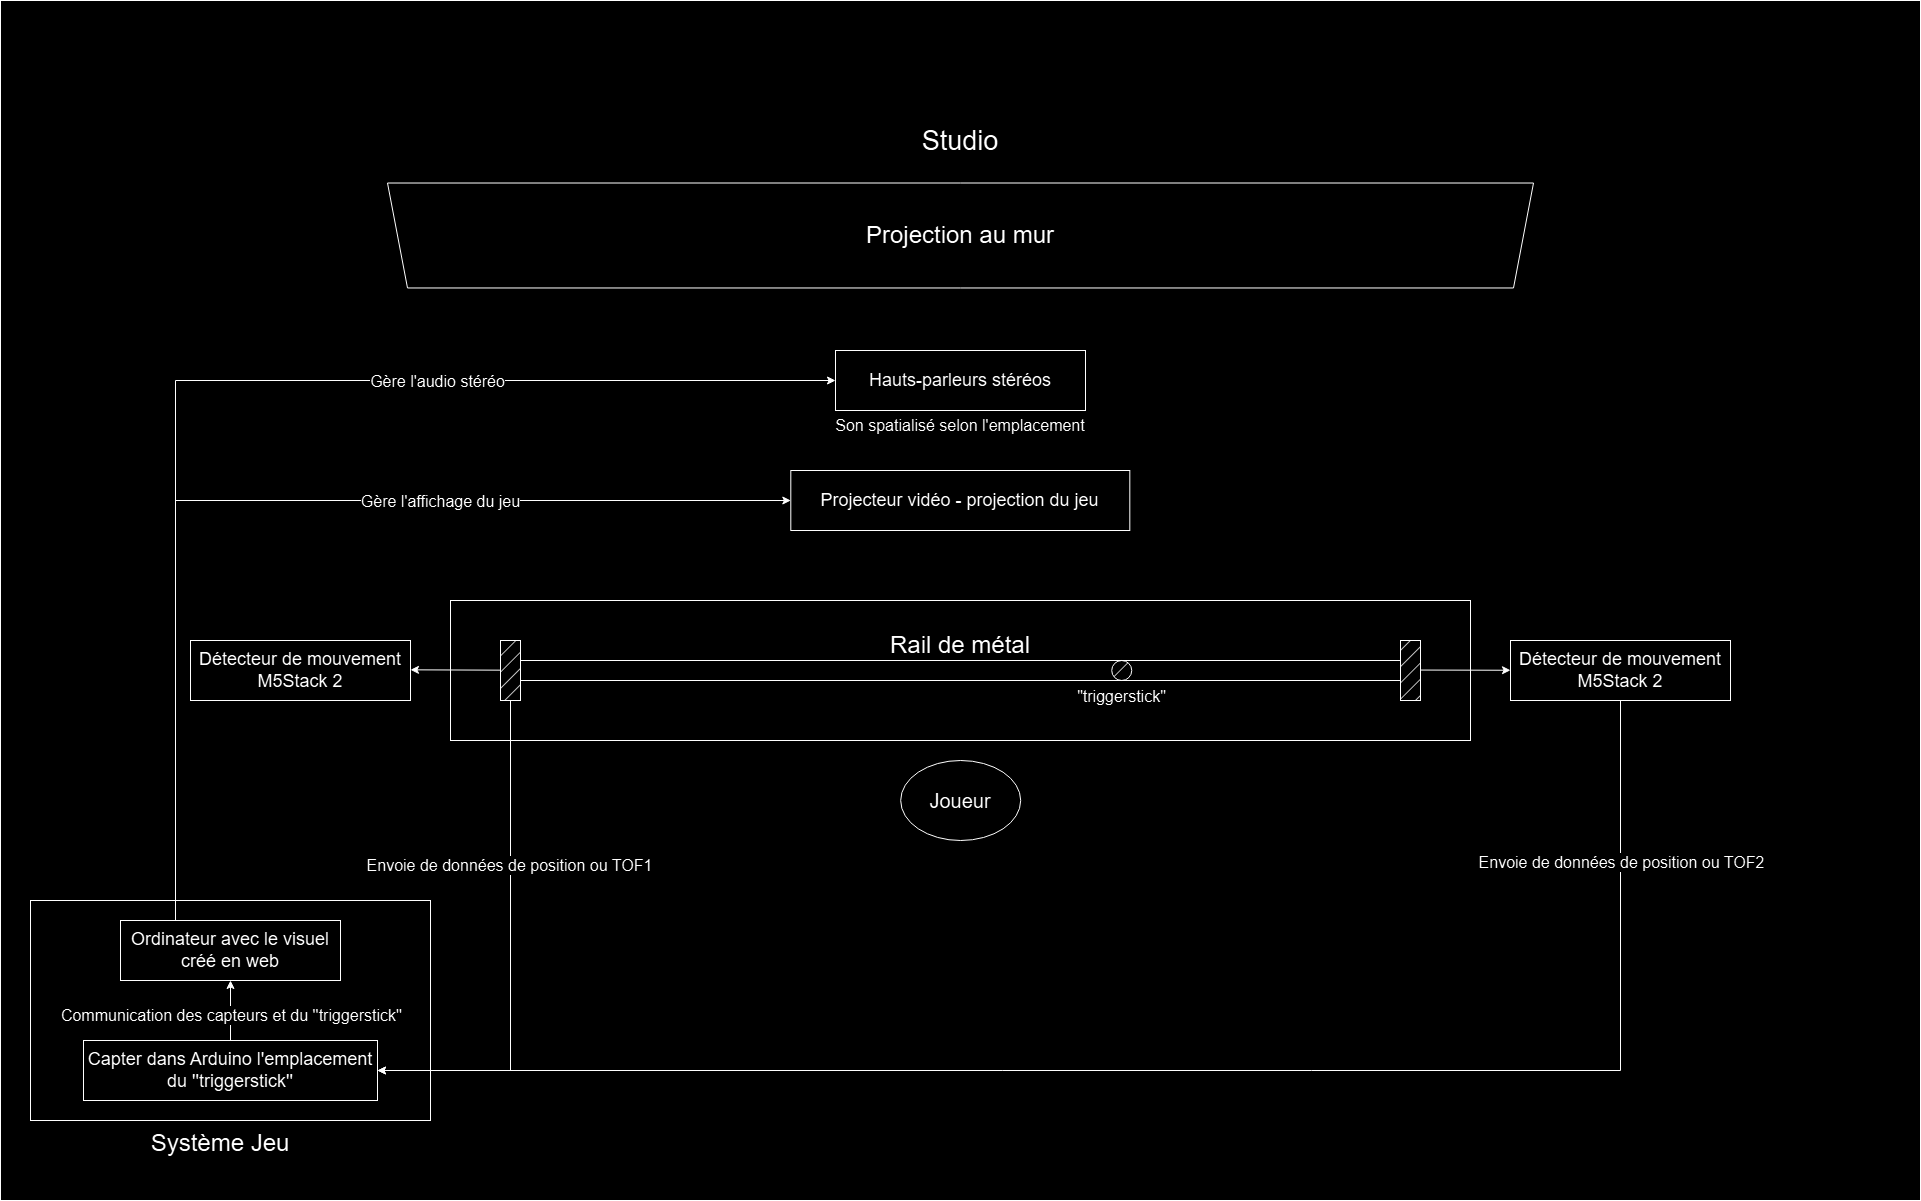 Studio
Projection au mur
Gère l'audio stéréo
Hauts-parleurs stéréos
Son spatialisé selon l'emplacement
Gère l'affichage du jeu
Projecteur vidéo - projection du jeu
Détecteur de mouvement
M5Stack 2
Rail de métal
"triggerstick"
Détecteur de mouvement
M5Stack 2
Joueur
Envoie de données de position ou TOF1
Envoie de données de position ou TOF2
Ordinateur avec le visuel
créé en web
Communication des capteurs et du "triggerstick"
Capter dans Arduino l'emplacement
du "triggerstick"
Système Jeu